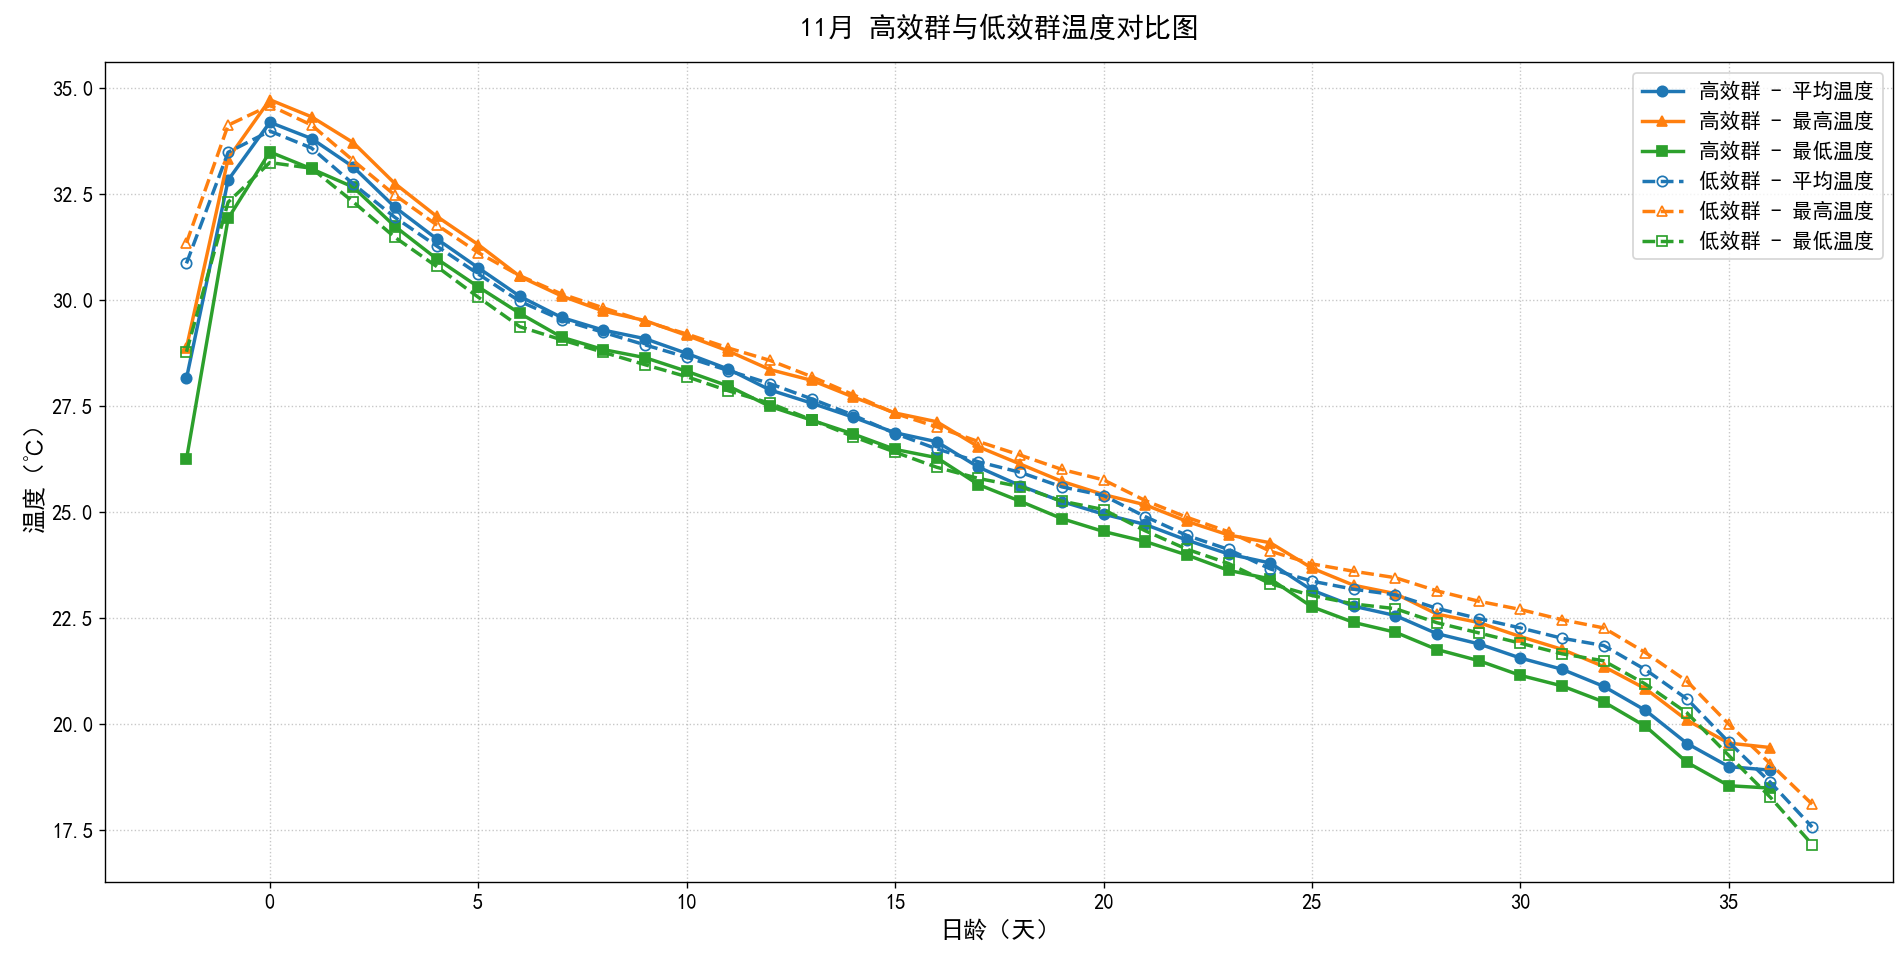 11月 高效群与低效群温度对比图
35.0
32.5
30.0
27.5
25.0
22.5
20.0
17.5
温度（℃）
0 5 10 15 20 25 30 35
日龄（天）
高效群 - 平均温度
高效群 - 最高温度
高效群 - 最低温度
低效群 - 平均温度
低效群 - 最高温度
低效群 - 最低温度